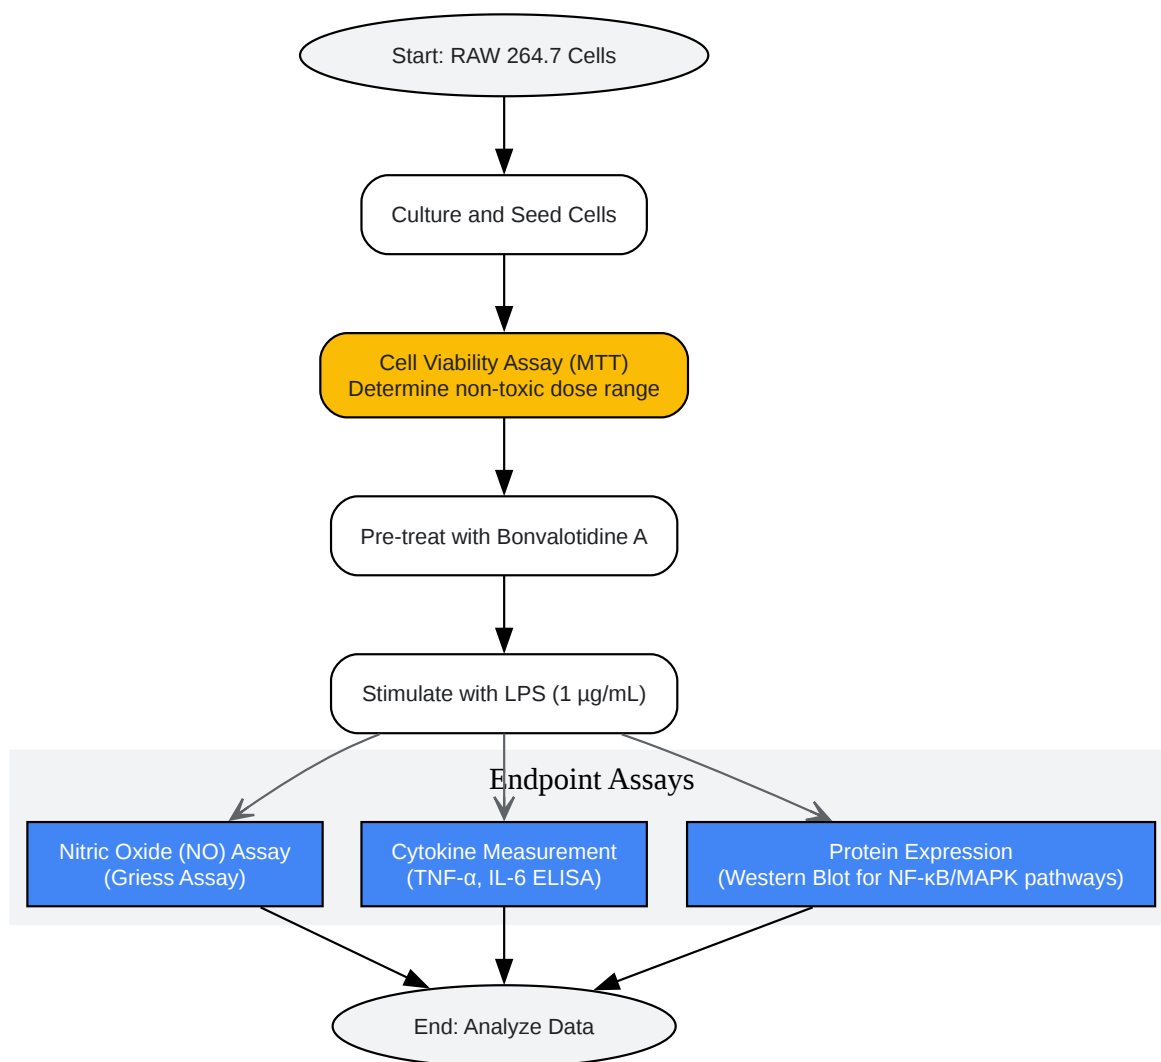 Start: RAW 264.7 Cells
Culture and Seed Cells
Cell Viability Assay (MTT)
Determine non-toxic dose range
Pre-treat with Bonvalotidine A
Stimulate with LPS (1 µg/mL)
Endpoint Assays
Nitric Oxide (NO) Assay
(Griess Assay)
Cytokine Measurement
(TNF-α, IL-6 ELISA)
Protein Expression
(Western Blot for NF-κB/MAPK pathways)
End: Analyze Data